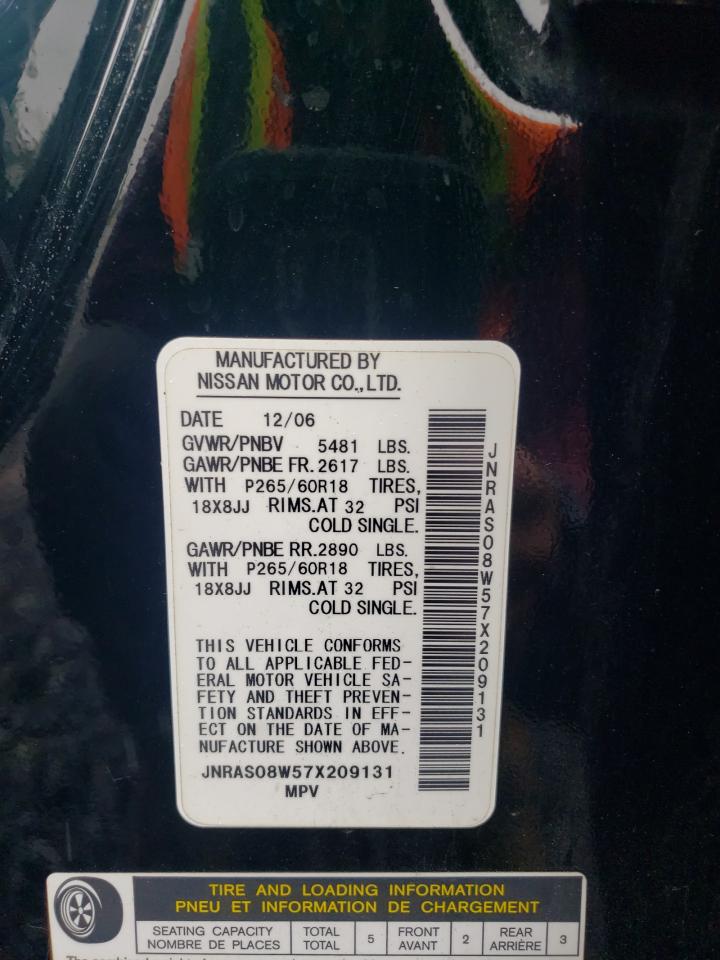 MANUFACTURED BY
NISSAN MOTOR CO.,LTD.
DATE 12/06
GVWR/PNBV 5481 LBS.
GAWR/PNBE FR.2617 LBS.
WITH P265/60R18 TIRES,
18X8JJ RIMS.AT 32 PSI
COLD SINGLE.
GAWR/PNBE RR.2890 LBS.
WITH P265/60R18 TIRES,
18X8JJ RIMS.AT 32 PSI
COLD SINGLE.
THIS VEHICLE CONFORMS
TO ALL APPLICABLE FED-
ERAL MOTOR VEHICLE SA-
FETY AND THEFT PREVEN-
TION STANDARDS IN EFF-
ECT ON THE DATE OF MA-
NUFACTURE SHOWN ABOVE.
JNRAS08W57X209131
MPV
JNRAS08W57X209131
TIRE AND LOADING INFORMATION
PNEU ET INFORMATION DE CHARGEMENT
SEATING CAPACITY TOTAL 5 FRONT 2 REAR 3
NOMBRE DE PLACES TOTAL AVANT ARRIÈRE